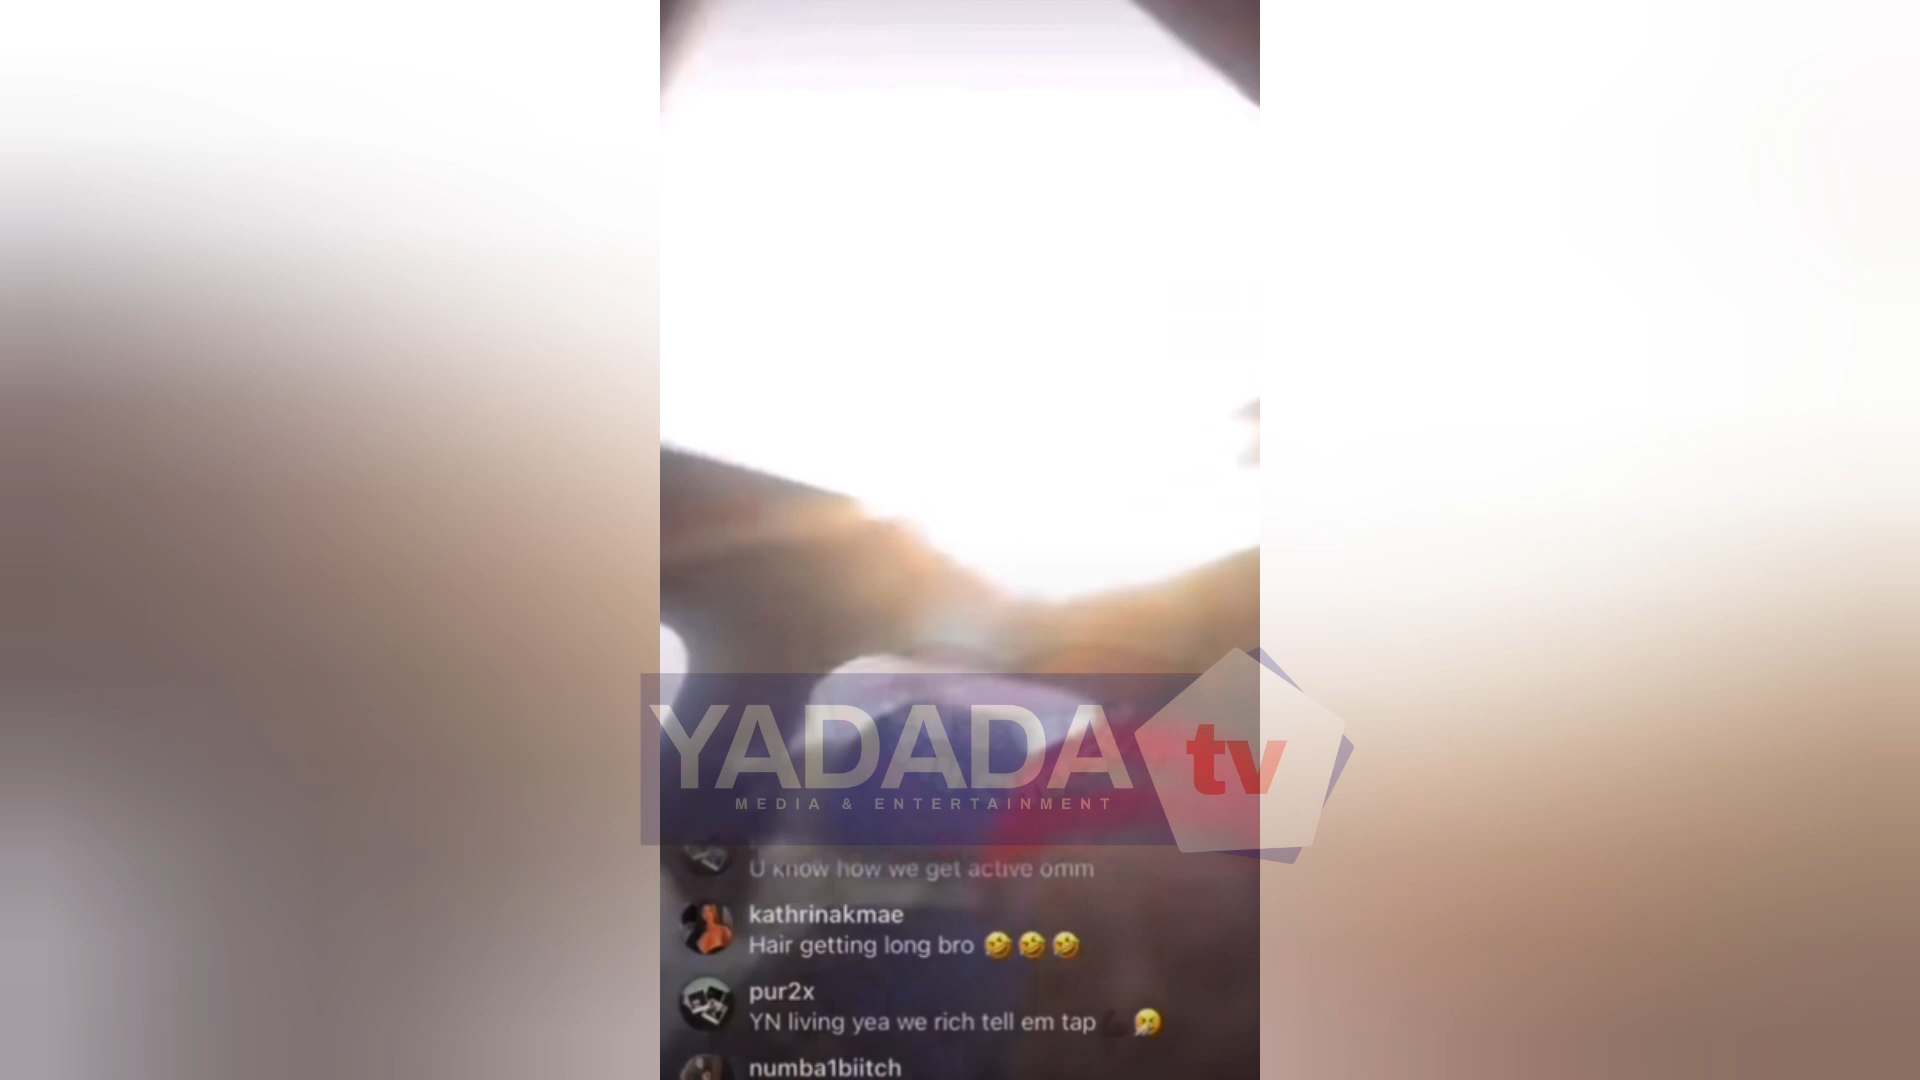 YADADA tv
MEDIA & ENTERTAINMENT
U know how we get active omm
kathrinakmae
Hair getting long bro 🤣🤣🤣
pur2x
YN living yea we rich tell em tap
numba1biitch